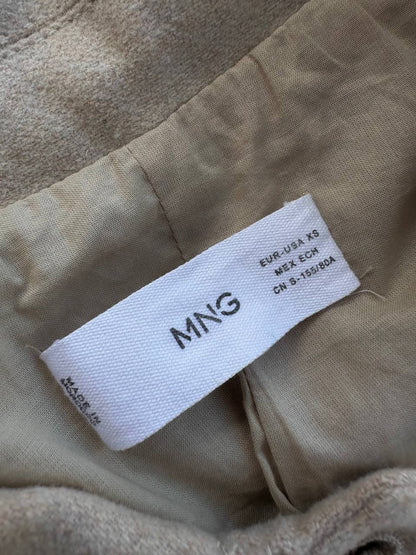 MNG
EUR-USA XS
MEX ECH
CN S-155/80A
MADE IN